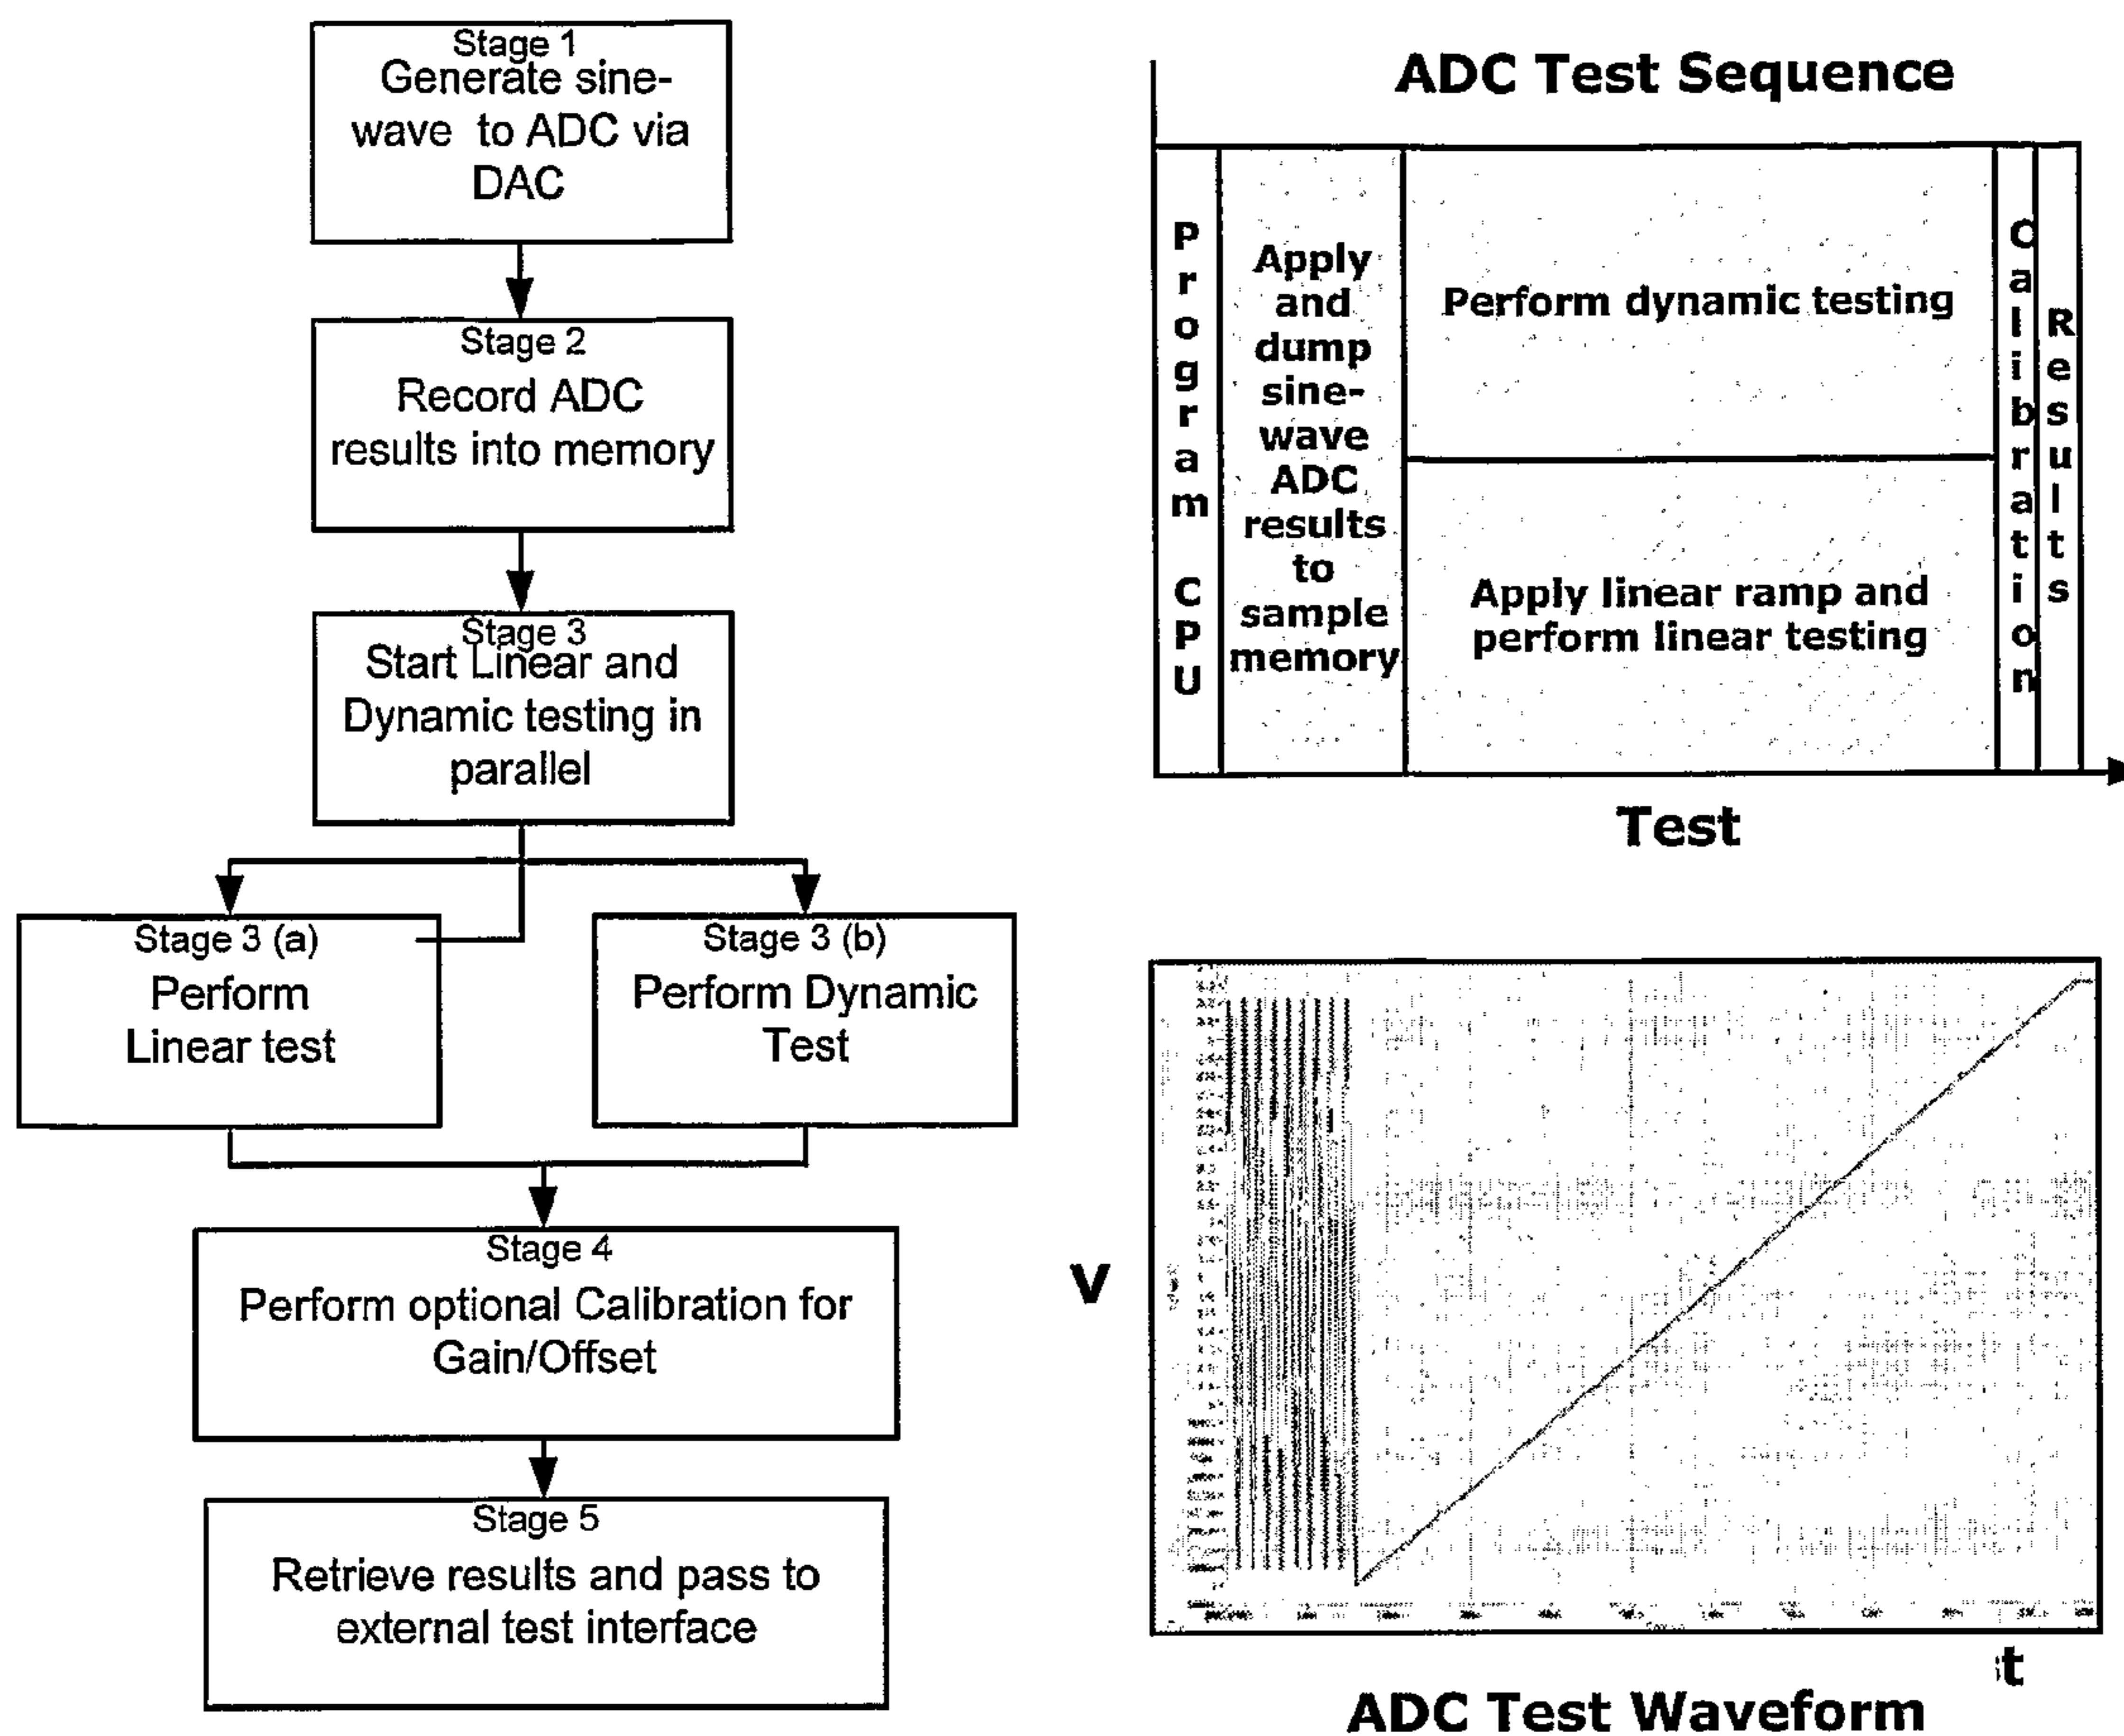 Stage 1
Generate sine-
wave to ADC via
DAC
Stage 2
Record ADC
results into memory
Stage 3
Start Linear and
Dynamic testing in
parallel
Stage 3 (a)
Perform
Linear test
Stage 3 (b)
Perform Dynamic
Test
Stage 4
Perform optional Calibration for
Gain/Offset
Stage 5
Retrieve results and pass to
external test interface
ADC Test Sequence
Program CPU
Apply
and
dump
sine-
wave
ADC
results
to
sample
memory
Perform dynamic testing
Apply linear ramp and
perform linear testing
Calibration
Results
Test
V
t
ADC Test Waveform